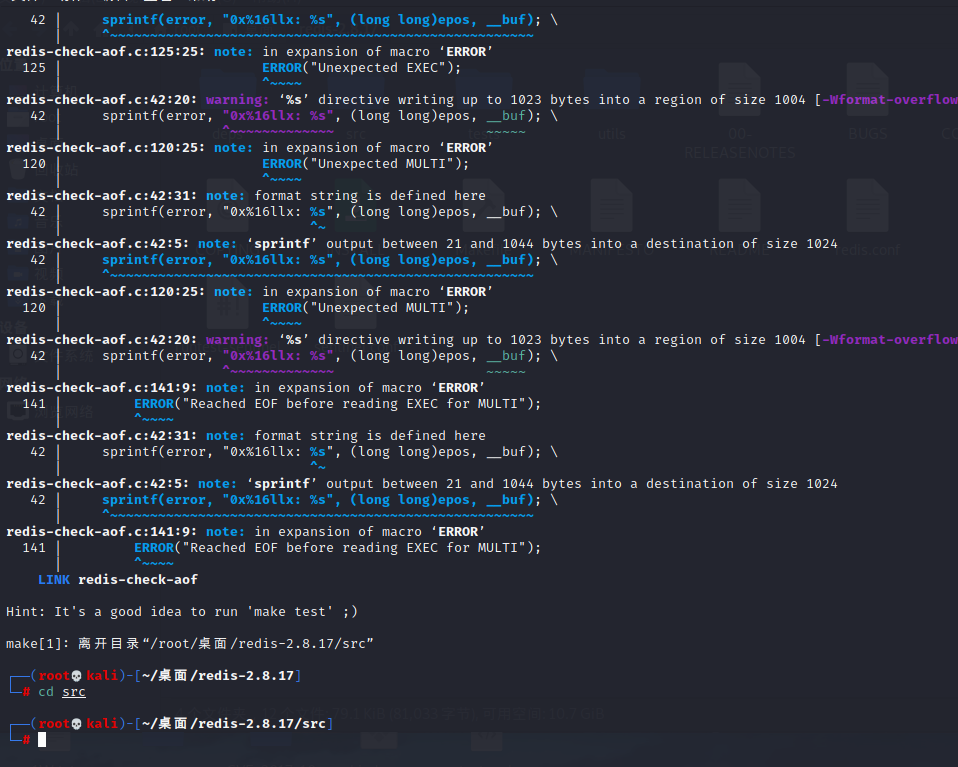 42 |     sprintf(error, "0x%16llx: %s", (long long)epos, __buf); \
|     ^~~~~~~~~~~~~~~~~~~~~~~~~~~~~~~~~~~~~~~~~~~~~~~~~~~~~~
redis-check-aof.c:125:25: note: in expansion of macro ‘ERROR’
125 |                         ERROR("Unexpected EXEC");
|                         ^~~~~
redis-check-aof.c:42:20: warning: ‘%s’ directive writing up to 1023 bytes into a region of size 1004 [-Wformat-overflow
42 |     sprintf(error, "0x%16llx: %s", (long long)epos, __buf); \
|                    ^~~~~~~~~~~~~~                   ~~~~~
redis-check-aof.c:120:25: note: in expansion of macro ‘ERROR’
120 |                         ERROR("Unexpected MULTI");
|                         ^~~~~
redis-check-aof.c:42:31: note: format string is defined here
42 |     sprintf(error, "0x%16llx: %s", (long long)epos, __buf); \
|                               ^~
redis-check-aof.c:42:5: note: ‘sprintf’ output between 21 and 1044 bytes into a destination of size 1024
42 |     sprintf(error, "0x%16llx: %s", (long long)epos, __buf); \
|     ^~~~~~~~~~~~~~~~~~~~~~~~~~~~~~~~~~~~~~~~~~~~~~~~~~~~~~
redis-check-aof.c:120:25: note: in expansion of macro ‘ERROR’
120 |                         ERROR("Unexpected MULTI");
|                         ^~~~~
redis-check-aof.c:42:20: warning: ‘%s’ directive writing up to 1023 bytes into a region of size 1004 [-Wformat-overflow
42 |     sprintf(error, "0x%16llx: %s", (long long)epos, __buf); \
|                    ^~~~~~~~~~~~~~                   ~~~~~
redis-check-aof.c:141:9: note: in expansion of macro ‘ERROR’
141 |         ERROR("Reached EOF before reading EXEC for MULTI");
|         ^~~~~
redis-check-aof.c:42:31: note: format string is defined here
42 |     sprintf(error, "0x%16llx: %s", (long long)epos, __buf); \
|                               ^~
redis-check-aof.c:42:5: note: ‘sprintf’ output between 21 and 1044 bytes into a destination of size 1024
42 |     sprintf(error, "0x%16llx: %s", (long long)epos, __buf); \
|     ^~~~~~~~~~~~~~~~~~~~~~~~~~~~~~~~~~~~~~~~~~~~~~~~~~~~~~
redis-check-aof.c:141:9: note: in expansion of macro ‘ERROR’
141 |         ERROR("Reached EOF before reading EXEC for MULTI");
|         ^~~~~
LINK redis-check-aof
Hint: It's a good idea to run 'make test' ;)
make[1]: 离开目录“/root/桌面/redis-2.8.17/src”
┌──(root💀kali)-[~/桌面/redis-2.8.17]
└─# cd src
┌──(root💀kali)-[~/桌面/redis-2.8.17/src]
└─#